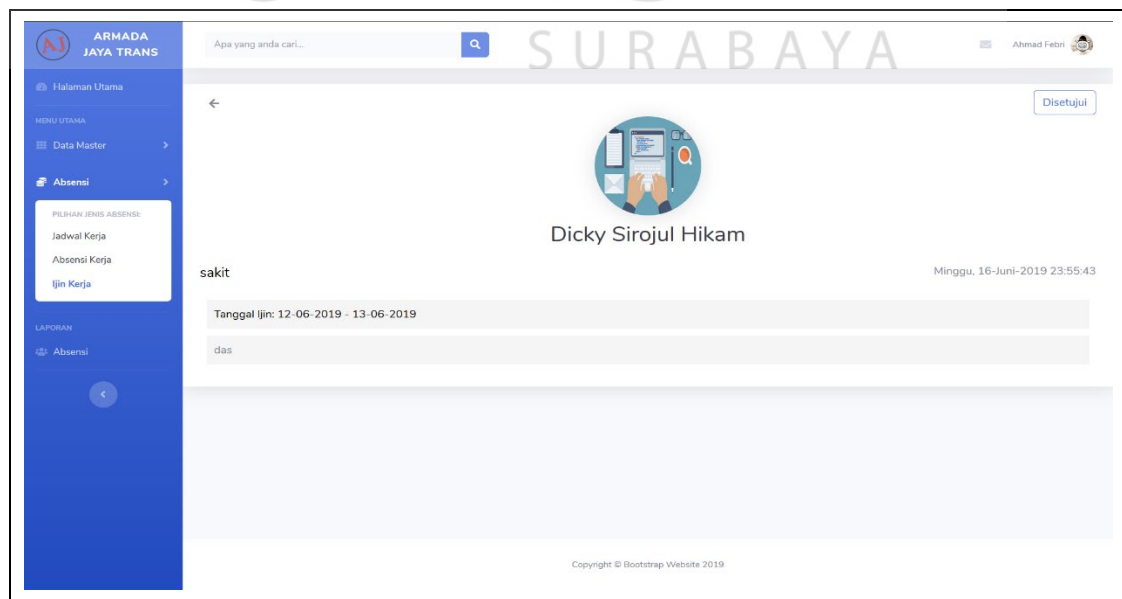 ARMADA
JAYA TRANS
Apa yang anda cari...
SURABAYA
Ahmad Febri
Halaman Utama
MENU UTAMA
Data Master
Absensi
PILIHAN JENIS ABSENSI:
Jadwal Kerja
Absensi Kerja
Ijin Kerja
LAPORAN
Absensi
Disetujui
Dicky Sirojul Hikam
sakit
Minggu, 16-Juni-2019 23:55:43
Tanggal Ijin: 12-06-2019 - 13-06-2019
das
Copyright © Bootstrap Website 2019